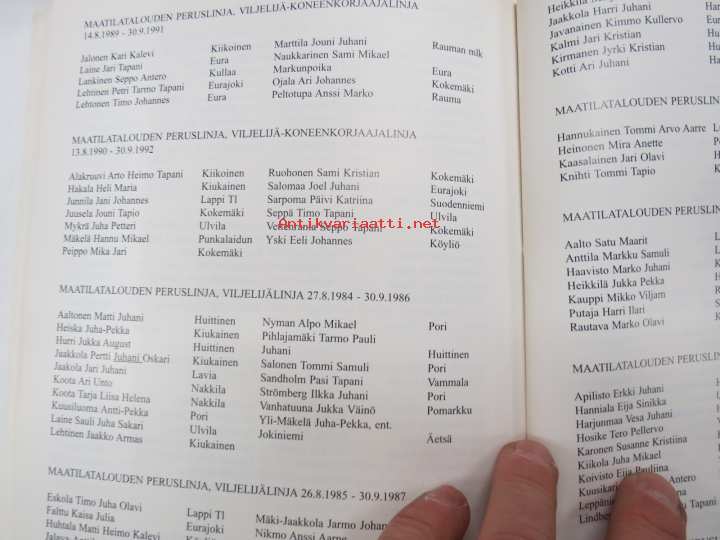 MAATILATALOUDEN PERUSLINJA, VILJELIJÄ-KONEENKORJAAJALINJA
14.8.1989 - 30.9.1991
Jalonen Kari Kalevi Kiikoinen Marttila Jouni Juhani Rauman mlk
Laine Jari Tapani Eura Naukkarinen Sami Mikael
Lankinen Seppo Antero Kullaa Markunpoika Eura
Lehtinen Petri Tarmo Tapani Eurajoki Ojala Ari Johannes Kokemäki
Lehtonen Timo Johannes Eura Peltotupa Anssi Marko Rauma
MAATILATALOUDEN PERUSLINJA, VILJELIJÄ-KONEENKORJAAJALINJA
13.8.1990 - 30.9.1992
Alakruuvi Arto Heimo Tapani Kiikoinen Ruohonen Sami Kristian Kokemäki
Hakala Heli Maria Kiukainen Salomaa Joel Juhani Eurajoki
Junnila Jani Johannes Lappi Tl Sarpoma Päivi Katriina Suodenniemi
Juusela Jouni Tapio Kokemäki Seppä Timo Tapani Ulvila
Mykrä Juha Petteri Ulvila Seppo Tapani Kokemäki
Mäkelä Hannu Mikael Punkalaidun Yski Eeli Johannes Köyliö
Peippo Mika Jari Kokemäki
Antikvariaatti.net
MAATILATALOUDEN PERUSLINJA, VILJELIJÄLINJA 27.8.1984 - 30.9.1986
Aaltonen Matti Juhani Huittinen Nyman Alpo Mikael Pori
Heiska Juha-Pekka Kiukainen Pihlajamäki Tarmo Pauli
Hurri Jukka August Huittinen Juhani Huittinen
Jaakkola Pertti Juhani Oskari Kiukainen Salonen Tommi Samuli Pori
Jaakola Jari Juhani Lavia Sandholm Pasi Tapani Vammala
Koota Ari Unto Nakkila Strömberg Ilkka Juhani Pori
Koota Tarja Liisa Helena Nakkila Vanhatuuna Jukka Väinö Pomarkku
Kuusiluoma Antti-Pekka Pori Yli-Mäkelä Juha-Pekka, ent.
Laine Sauli Juha Sakari Ulvila Jokiniemi Äetsä
Lehtinen Jaakko Armas Kiukainen
MAATILATALOUDEN PERUSLINJA, VILJELIJÄLINJA 26.8.1985 - 30.9.1987
Eskola Timo Juha Olavi Lappi Tl Mäki-Jaakkola Jarmo
Falttu Kaisa Julia Eurajoki Nikmo Anssi Aarre
Huhtala Matti Heimo Kalevi Kokemäki
Heikkilä
Jaakkola Harri Juhani
Javanainen Kimmo Kullervo
Kalmi Jari Kristian
Kirmanen Jyrki Kristian
Kotti Ari Juhani
MAATILATALOUDEN PERUSLIN
Hannukainen Tommi Arvo Aarre
Heinonen Mira Anette
Kaasalainen Jari Olavi
Knihti Tommi Tapio
MAATILATALOUDEN PERUSLIN
Aalto Satu Maarit
Anttila Markku Samuli
Haavisto Marko Juhani
Heikkilä Jukka Pekka
Kauppi Mikko Viljam
Putaja Harri Ilari
Rautava Marko Olavi
MAATILATALOUDEN PERUSLIN
Apilisto Erkki Juhani
Hanniala Eija Sinikka
Harjunmaa Vesa Juhani
Hosike Tero Pellervo
Karonen Susanne Kristiina
Kiikola Juha Mikael
Koivisto Eija Pauliina
Antero
Tapani